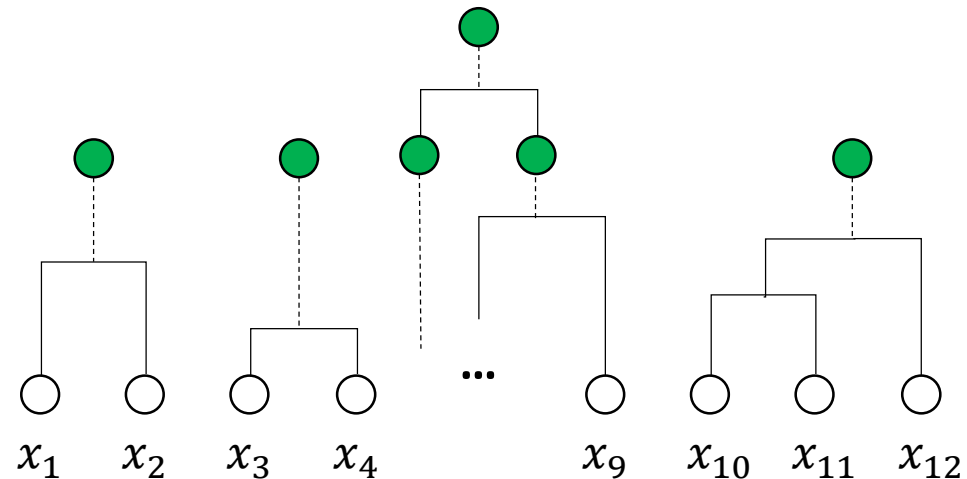 ...
x₁ x₂ x₃ x₄ x₉ x₁₀ x₁₁ x₁₂